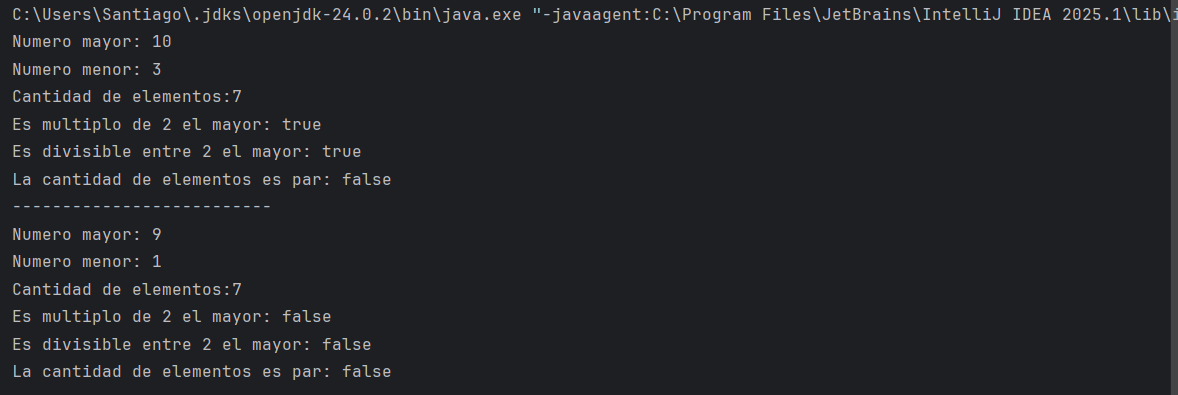 C:\Users\Santiago\.jdks\openjdk-24.0.2\bin\java.exe "-javaagent:C:\Program Files\JetBrains\IntelliJ IDEA 2025.1\lib\i
Numero mayor: 10
Numero menor: 3
Cantidad de elementos:7
Es multiplo de 2 el mayor: true
Es divisible entre 2 el mayor: true
La cantidad de elementos es par: false
--------------------------
Numero mayor: 9
Numero menor: 1
Cantidad de elementos:7
Es multiplo de 2 el mayor: false
Es divisible entre 2 el mayor: false
La cantidad de elementos es par: false